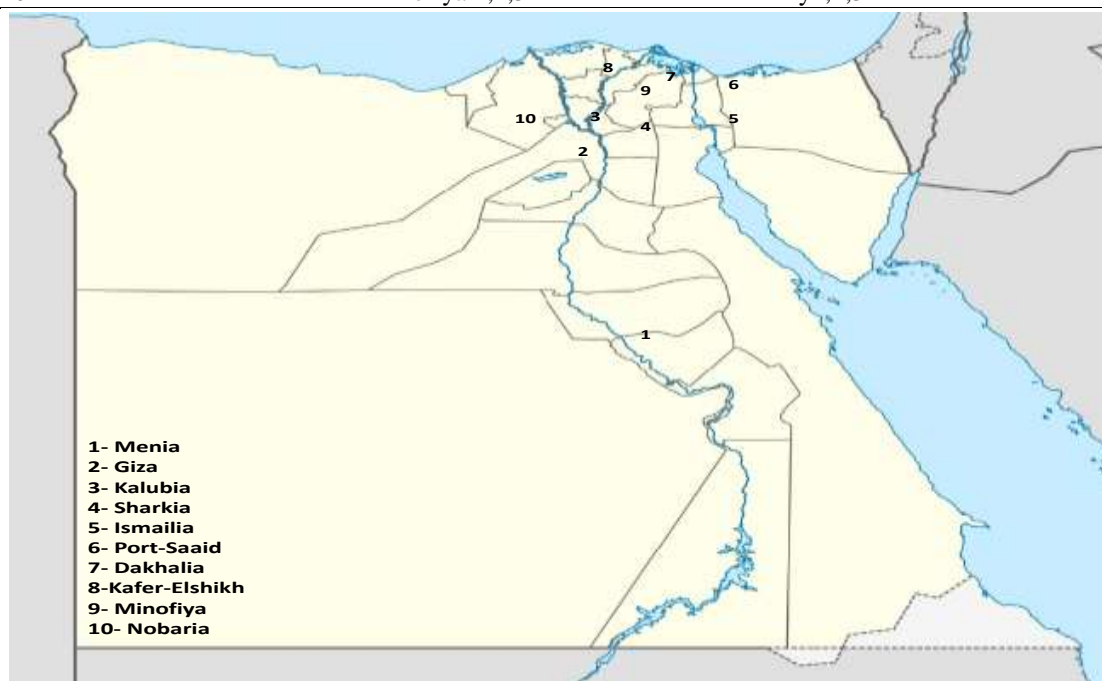 8
7
6
9
10
3
5
4
2
1
1- Menia
2- Giza
3- Kalubia
4- Sharkia
5- Ismailia
6- Port-Saaid
7- Dakhalia
8-Kafer-Elshikh
9- Minofiya
10- Nobaria